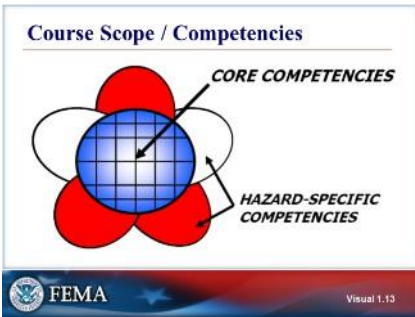 Course Scope / Competencies
CORE COMPETENCIES
HAZARD-SPECIFIC
COMPETENCIES
FEMA
Visual 1.13